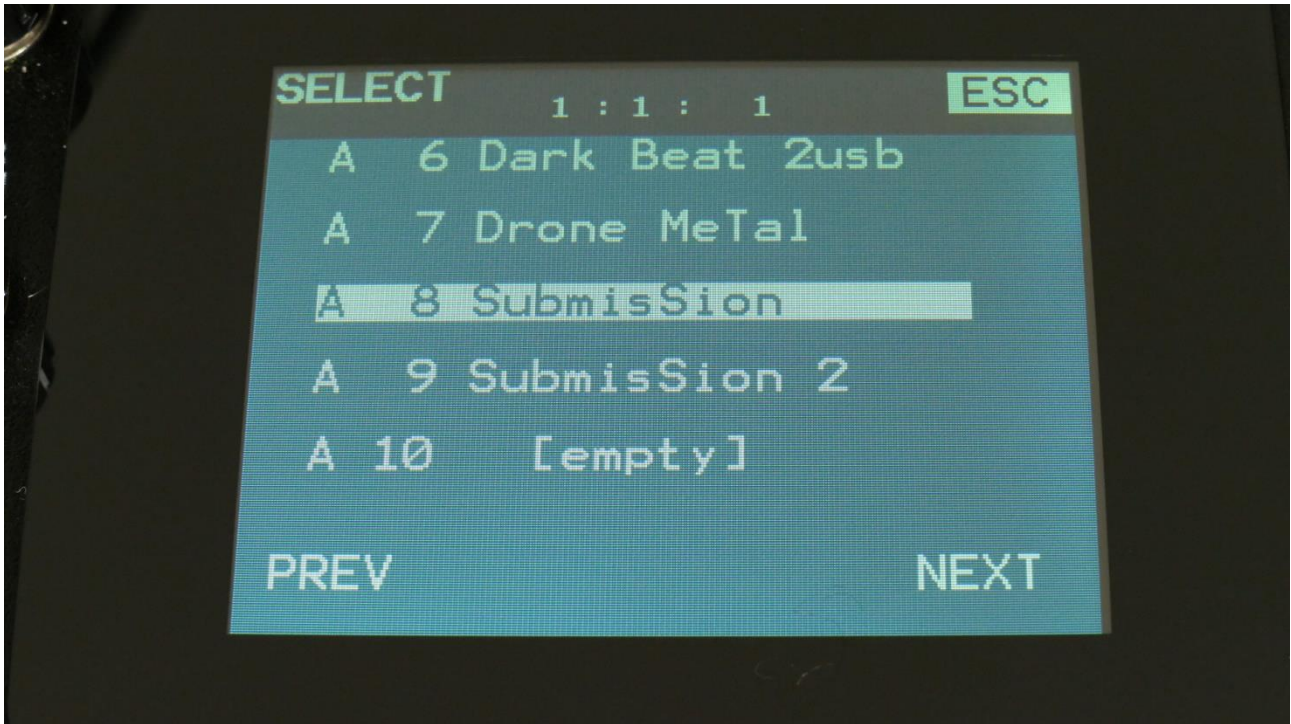 SELECT 1 : 1 : 1 ESC
A 6 Dark Beat 2usb
A 7 Drone MeTal
A 8 SubmisSion
A 9 SubmisSion 2
A 10 [empty]
PREV NEXT